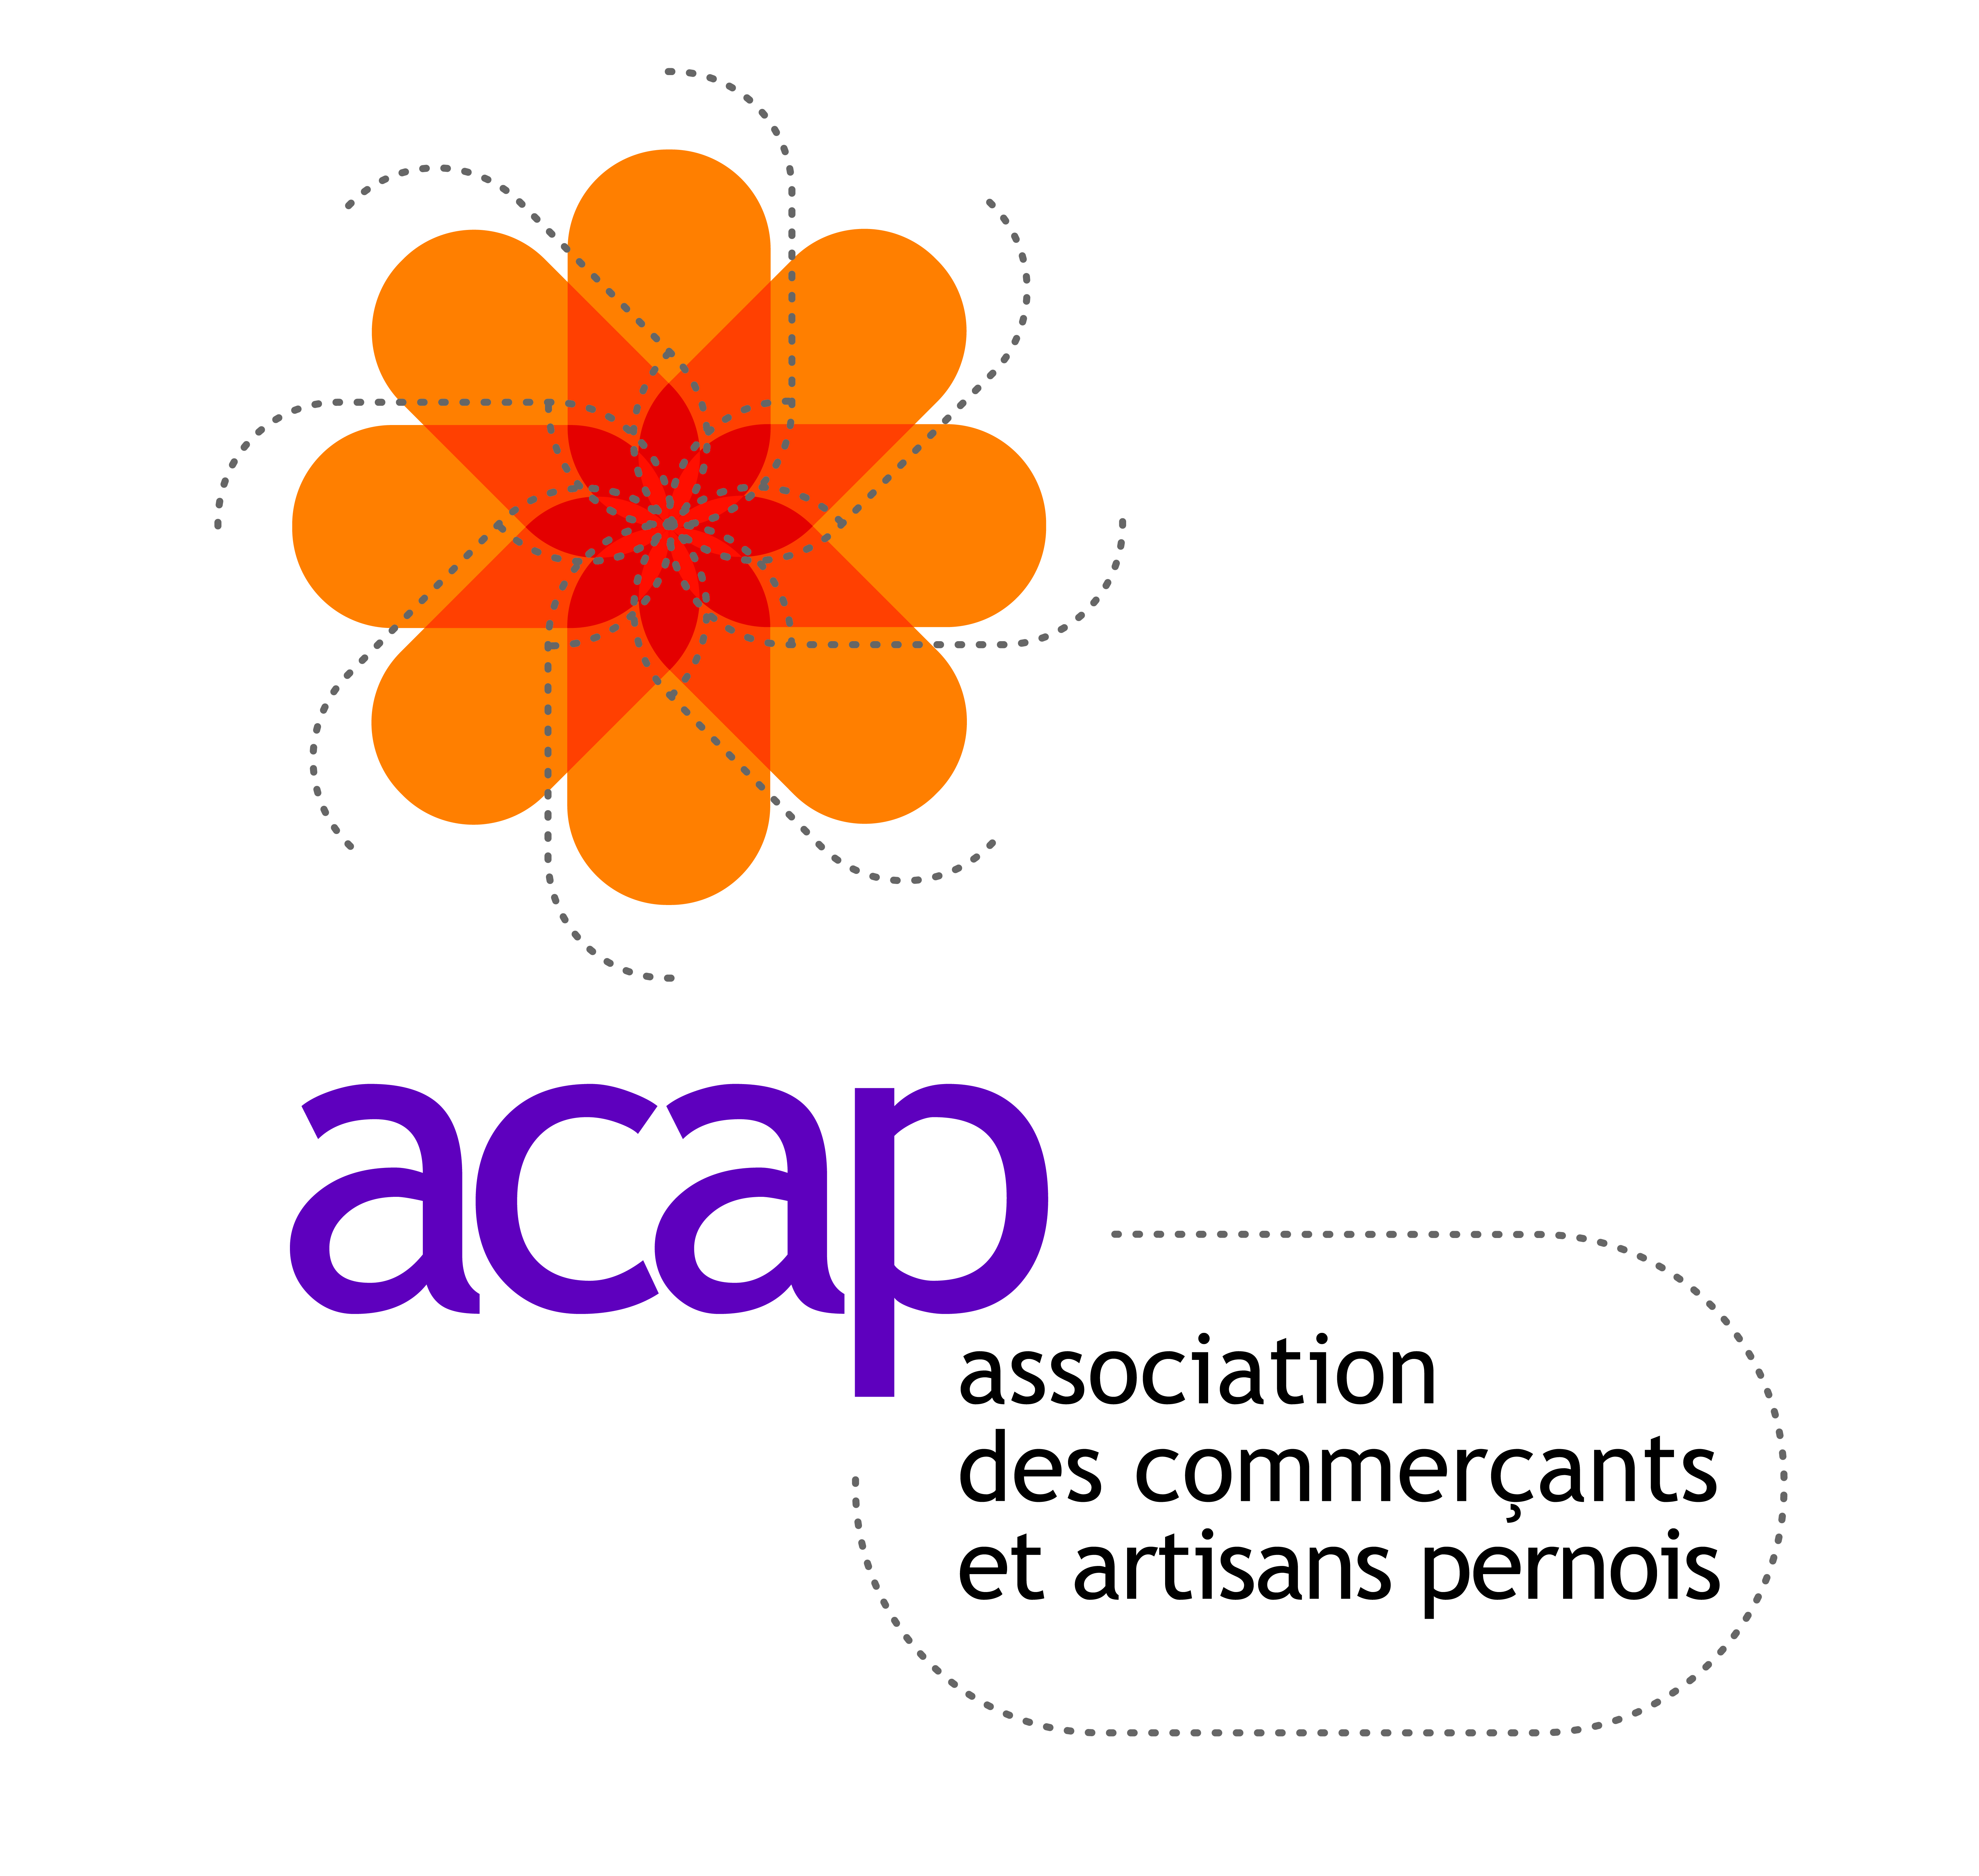 acap
association
des commerçants
et artisans pernois